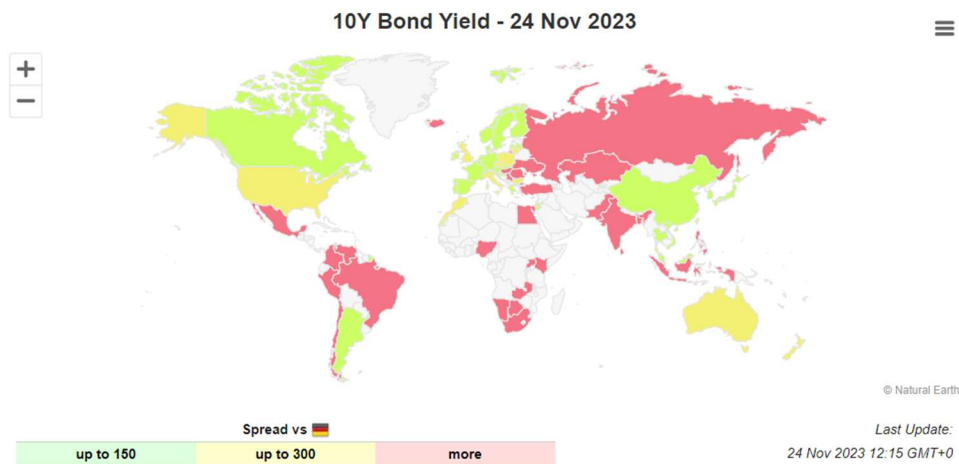 10Y Bond Yield - 24 Nov 2023
+
−
© Natural Earth
Spread vs
Last Update:
up to 150 up to 300 more
24 Nov 2023 12:15 GMT+0